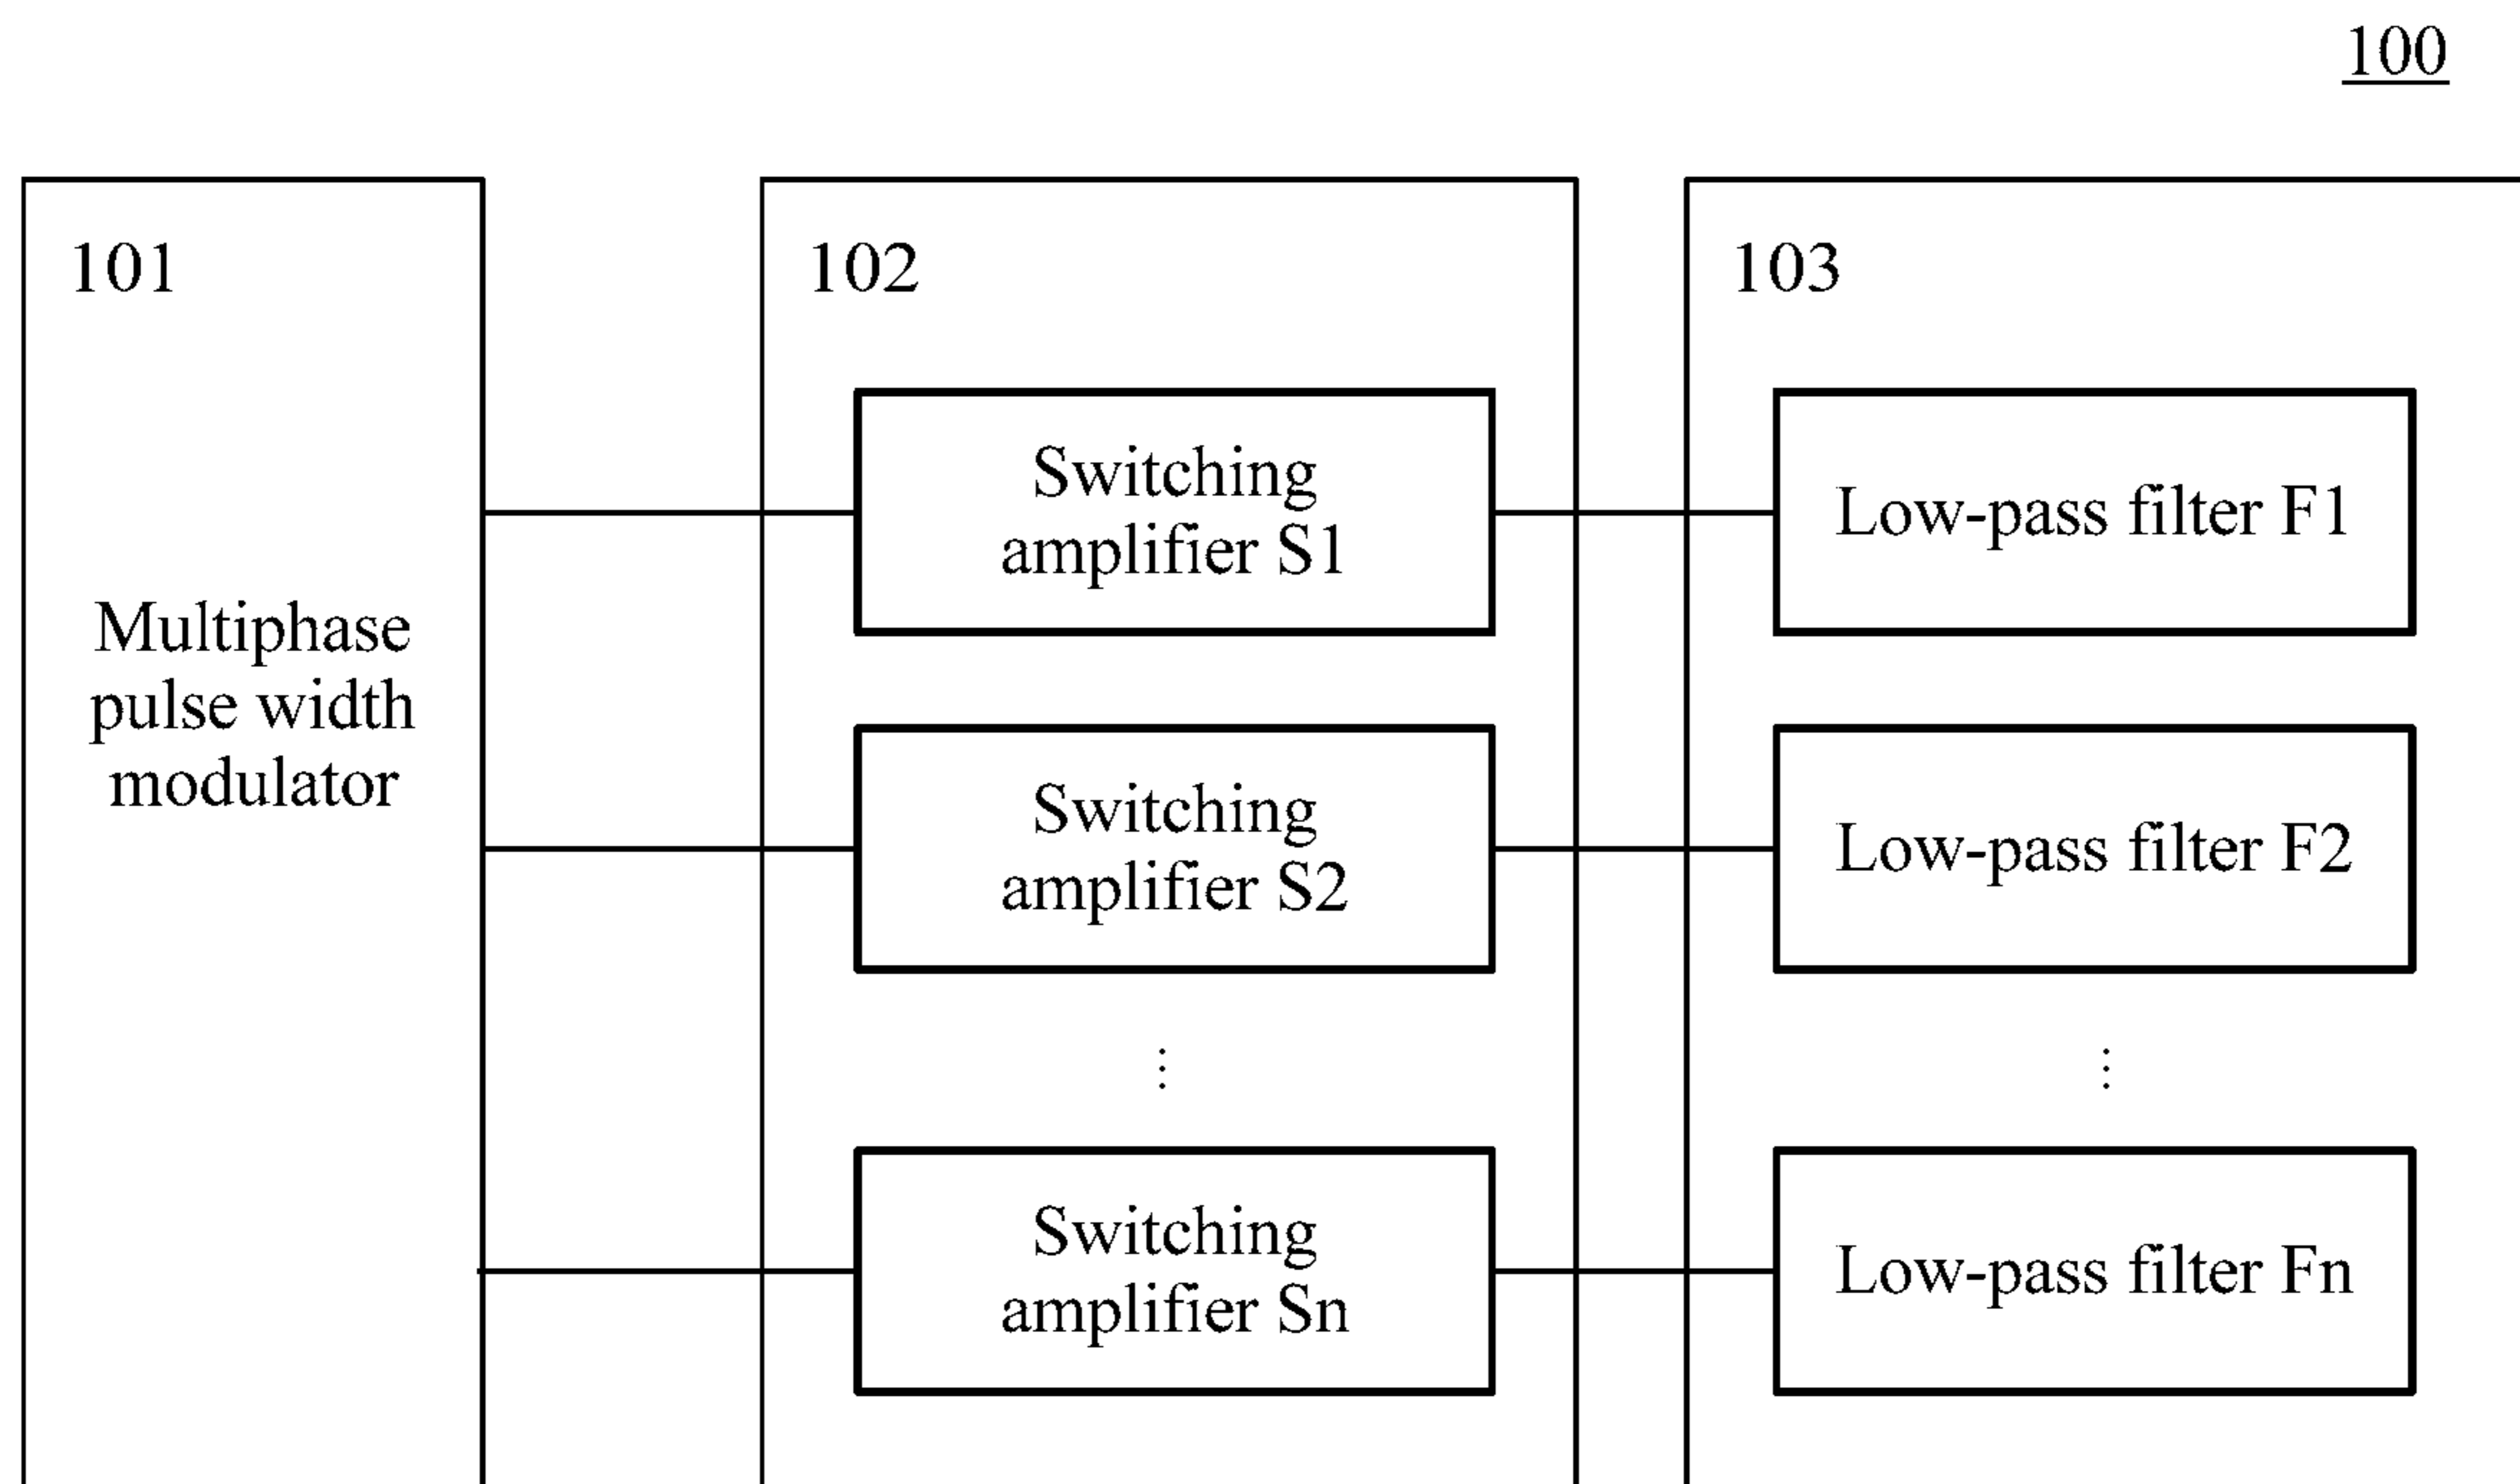 100
101
Multiphase
pulse width
modulator
102
Switching
amplifier S1
Switching
amplifier S2
⋮
Switching
amplifier Sn
103
Low-pass filter F1
Low-pass filter F2
⋮
Low-pass filter Fn